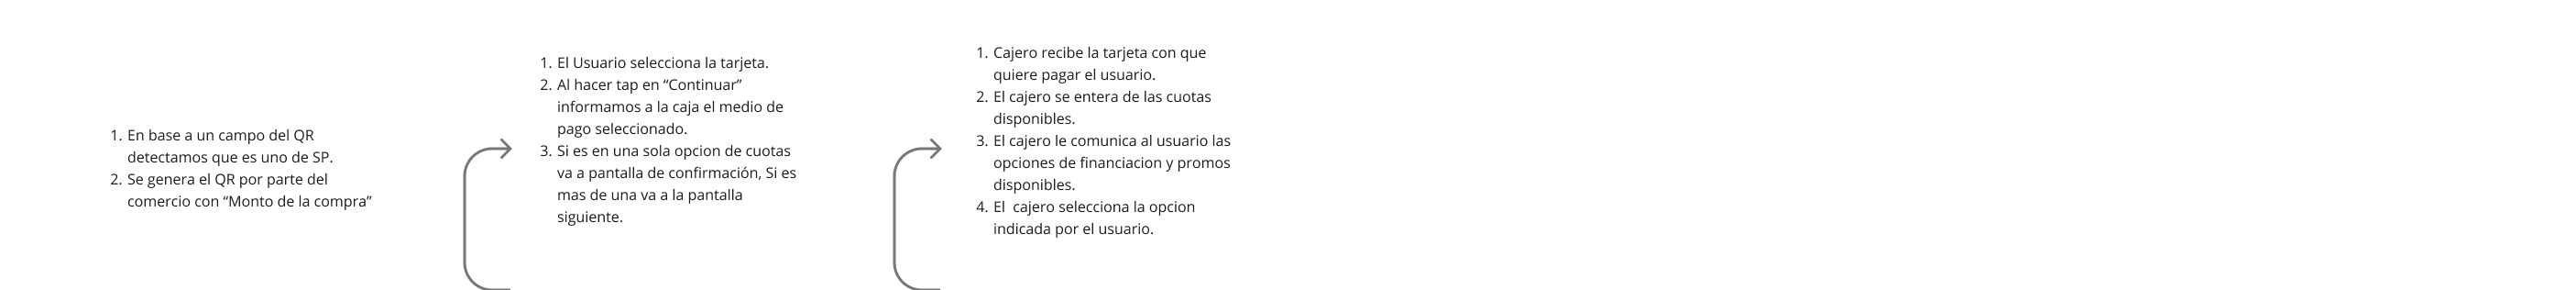 1. En base a un campo del QR
detectamos que es uno de SP.
2. Se genera el QR por parte del
comercio con “Monto de la compra”
1. El Usuario selecciona la tarjeta.
2. Al hacer tap en “Continuar”
informamos a la caja el medio de
pago seleccionado.
3. Si es en una sola opcion de cuotas
va a pantalla de confirmación, Si es
mas de una va a la pantalla
siguiente.
1. Cajero recibe la tarjeta con que
quiere pagar el usuario.
2. El cajero se entera de las cuotas
disponibles.
3. El cajero le comunica al usuario las
opciones de financiacion y promos
disponibles.
4. El  cajero selecciona la opcion
indicada por el usuario.